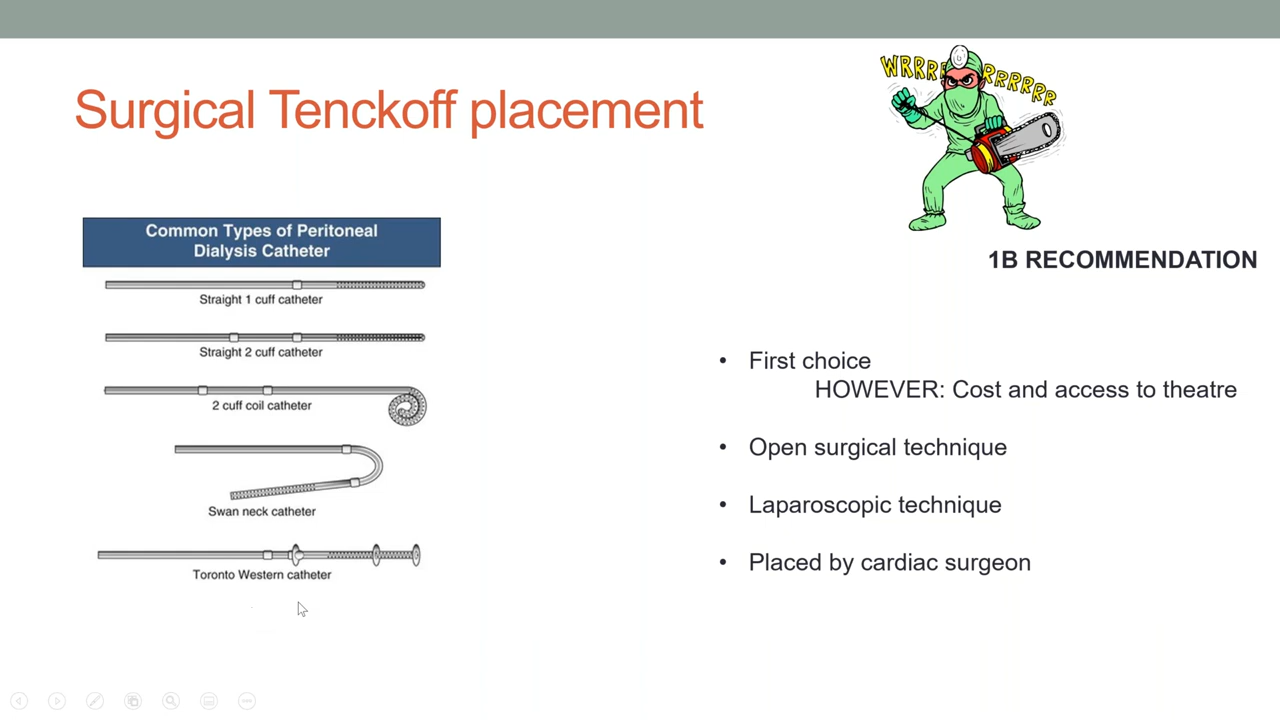 WRRRR RRRRRR
Surgical Tenckoff placement
Common Types of Peritoneal
Dialysis Catheter
1B RECOMMENDATION
Straight 1 cuff catheter
Straight 2 cuff catheter
2 cuff coil catheter
Swan neck catheter
Toronto Western catheter
• First choice
HOWEVER: Cost and access to theatre
• Open surgical technique
• Laparoscopic technique
• Placed by cardiac surgeon